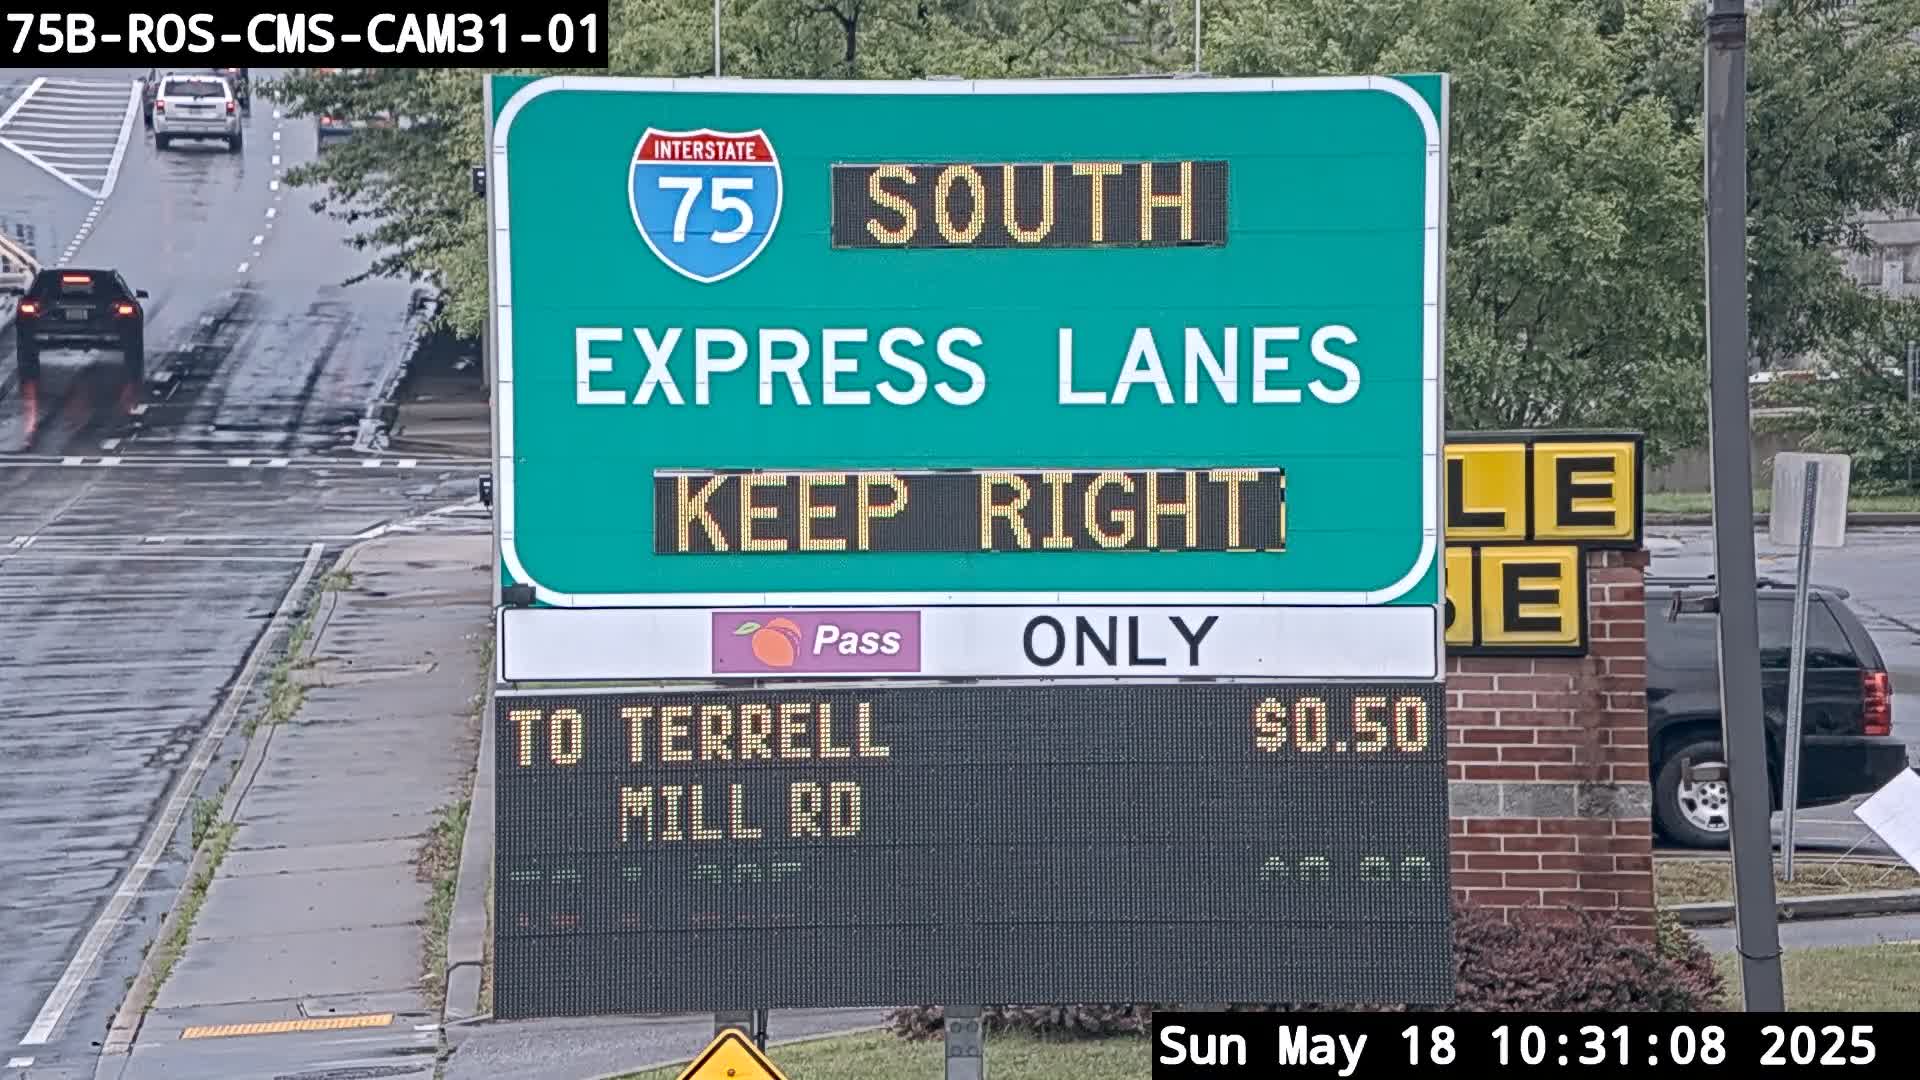 75B-ROS-CMS-CAM31-01
INTERSTATE
75
SOUTH
EXPRESS LANES
KEEP RIGHT
Pass ONLY
TO TERRELL $0.50
MILL RD
LE
E
Sun May 18 10:31:08 2025